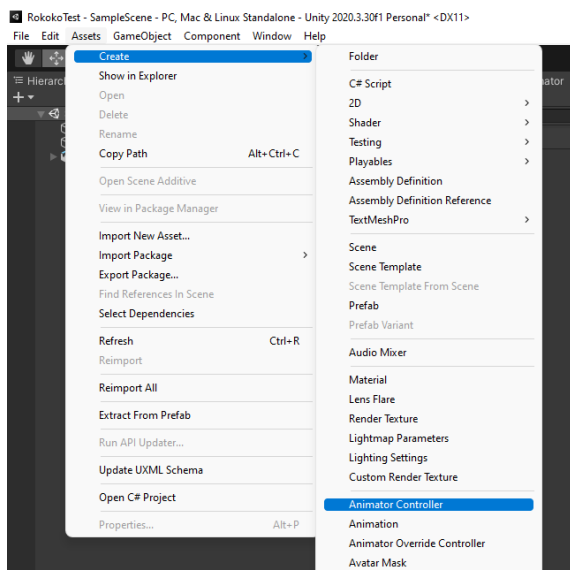 RokokoTest - SampleScene - PC, Mac & Linux Standalone - Unity 2020.3.30f1 Personal* <DX11>
File Edit Assets GameObject Component Window Help
Hierarc
ator
Create
Show in Explorer
Open
Delete
Rename
Copy Path Alt+Ctrl+C
Open Scene Additive
View in Package Manager
Import New Asset...
Import Package
Export Package...
Find References In Scene
Select Dependencies
Refresh Ctrl+R
Reimport
Reimport All
Extract From Prefab
Run API Updater...
Update UXML Schema
Open C# Project
Properties... Alt+P
Folder
C# Script
2D
Shader
Testing
Playables
Assembly Definition
Assembly Definition Reference
TextMeshPro
Scene
Scene Template
Scene Template From Scene
Prefab
Prefab Variant
Audio Mixer
Material
Lens Flare
Render Texture
Lightmap Parameters
Lighting Settings
Custom Render Texture
Animator Controller
Animation
Animator Override Controller
Avatar Mask